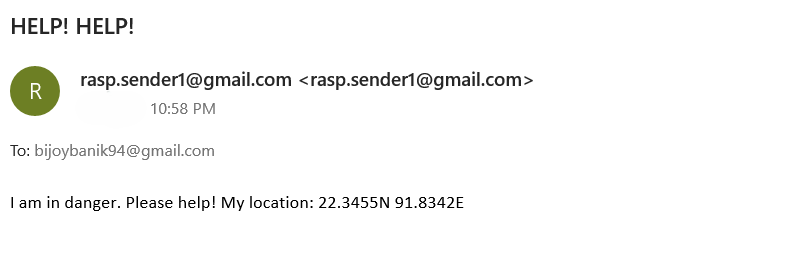 HELP! HELP!
R
rasp.sender1@gmail.com <rasp.sender1@gmail.com>
10:58 PM
To: bijoybanik94@gmail.com
I am in danger. Please help! My location: 22.3455N 91.8342E